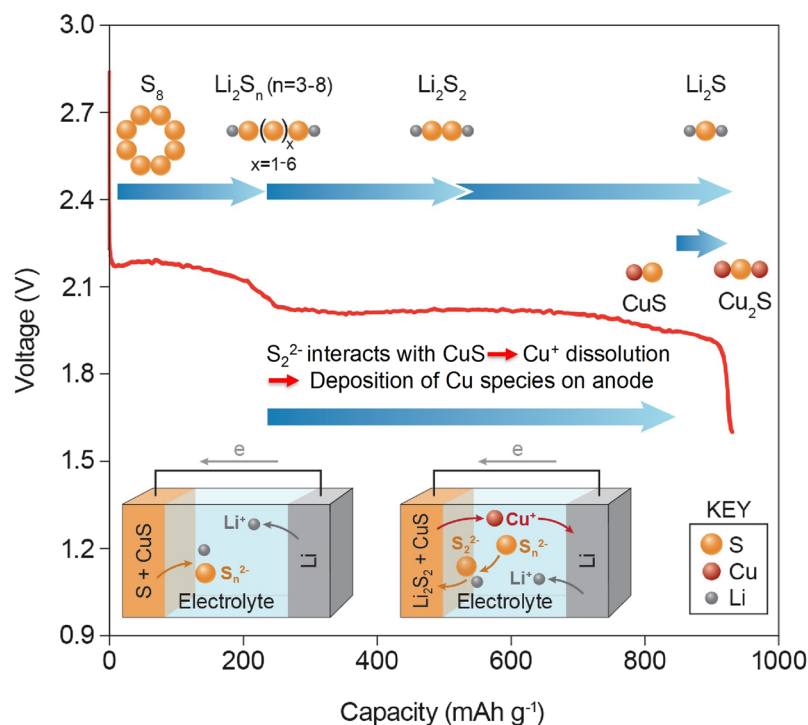 3.0
2.7
2.4
2.1
1.8
1.5
1.2
0.9
Voltage (V)
S₈
Li₂Sₙ (n=3-8)
Li₂S₂
Li₂S
( )ₓ
x=1-6
CuS
Cu₂S
S₂²⁻ interacts with CuS → Cu⁺ dissolution
→ Deposition of Cu species on anode
e
S + CuS
Li⁺
Sₙ²⁻
Li
Electrolyte
e
Li₂S₂ + CuS
Cu⁺
S₂²⁻
Sₙ²⁻
Li⁺
Li
Electrolyte
KEY
S
Cu
Li
0
200
400
600
800
1000
Capacity (mAh g⁻¹)